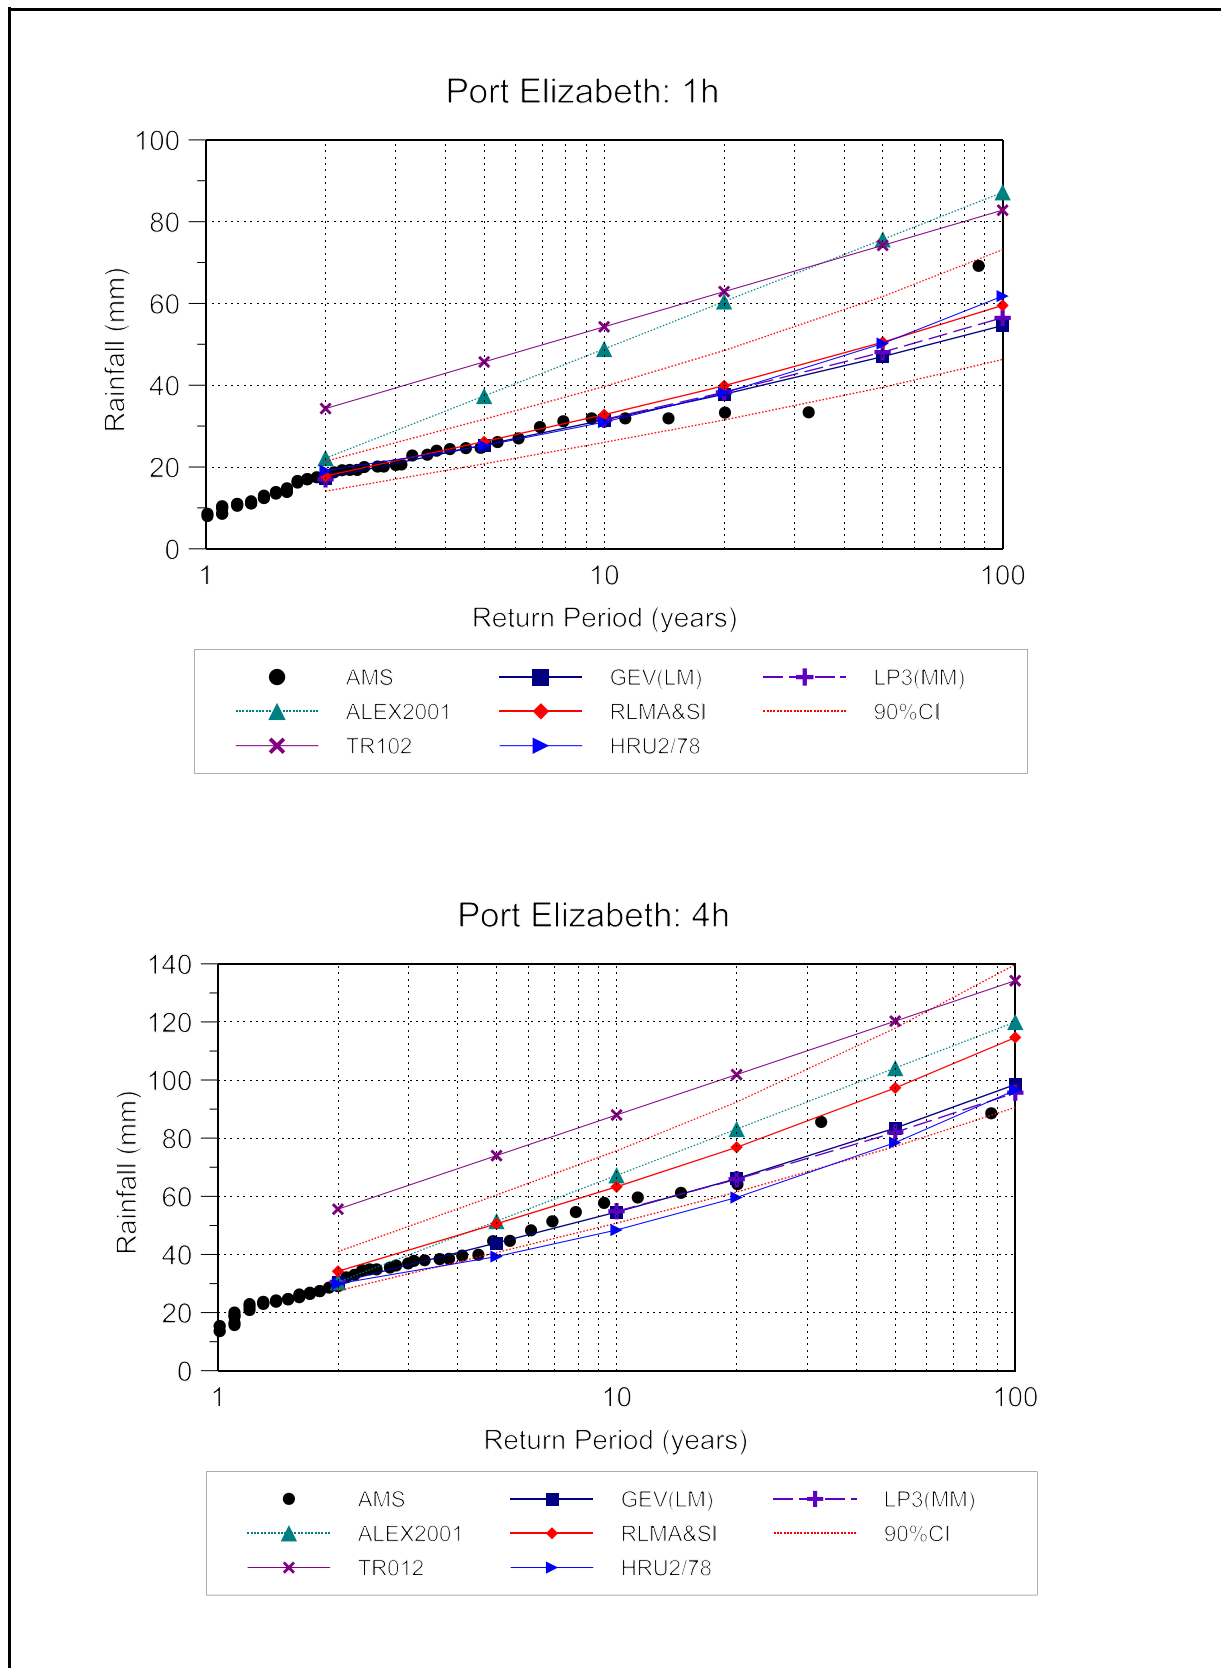 Port Elizabeth: 1h
100
80
60
40
20
0
Rainfall (mm)
1 10 100
Return Period (years)
AMS GEV(LM) LP3(MM)
ALEX2001 RLMA&SI 90%CI
TR102 HRU2/78
Port Elizabeth: 4h
140
120
100
80
60
40
20
0
Rainfall (mm)
1 10 100
Return Period (years)
AMS GEV(LM) LP3(MM)
ALEX2001 RLMA&SI 90%CI
TR012 HRU2/78